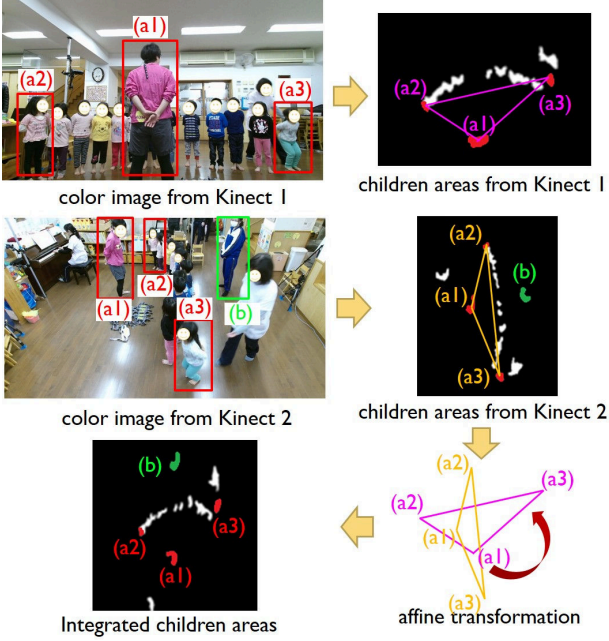 (a1)
(a2)
(a3)
color image from Kinect 1
(a2)
(a1)
(a3)
children areas from Kinect 1
(a1)
(a2)
(a3)
(b)
color image from Kinect 2
(a2)
(b)
(a1)
(a3)
children areas from Kinect 2
(b)
(a2)
(a3)
(a1)
Integrated children areas
(a2)
(a3)
(a2)
(a1)
(a1)
(a3)
affine transformation